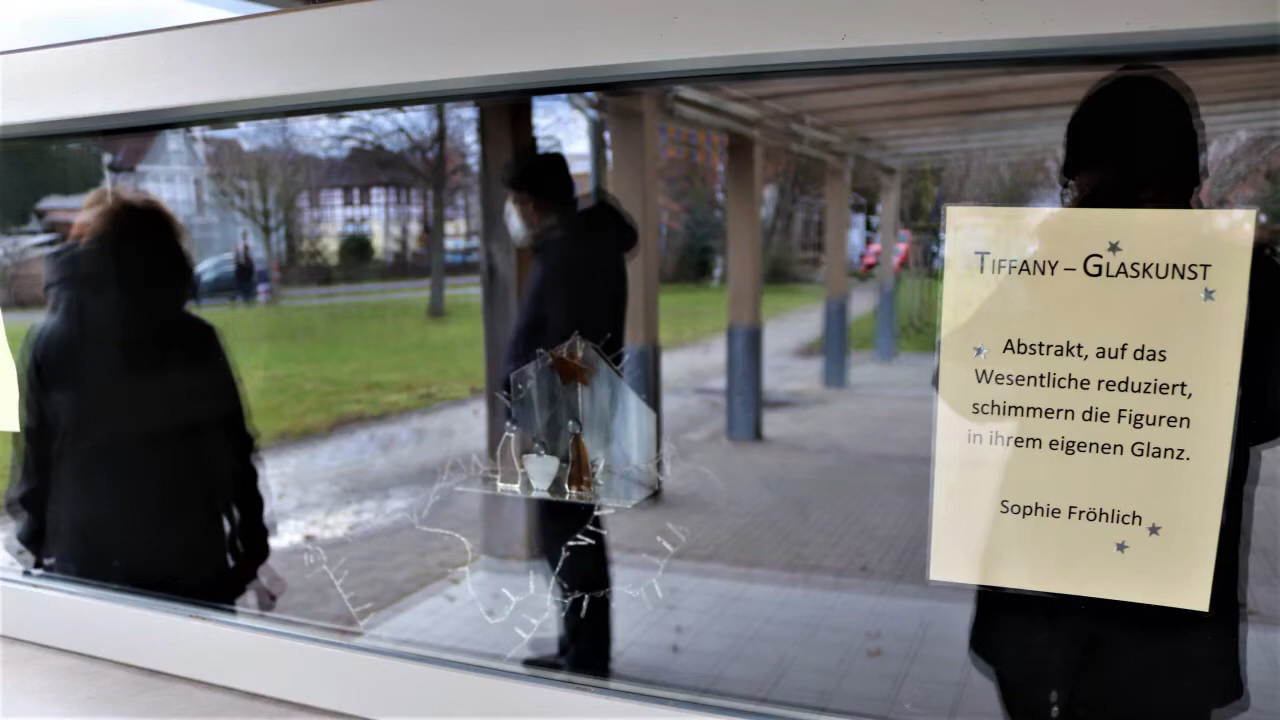 TIFFANY – GLASKUNST
Abstrakt, auf das
Wesentliche reduziert,
schimmern die Figuren
in ihrem eigenen Glanz.
Sophie Fröhlich